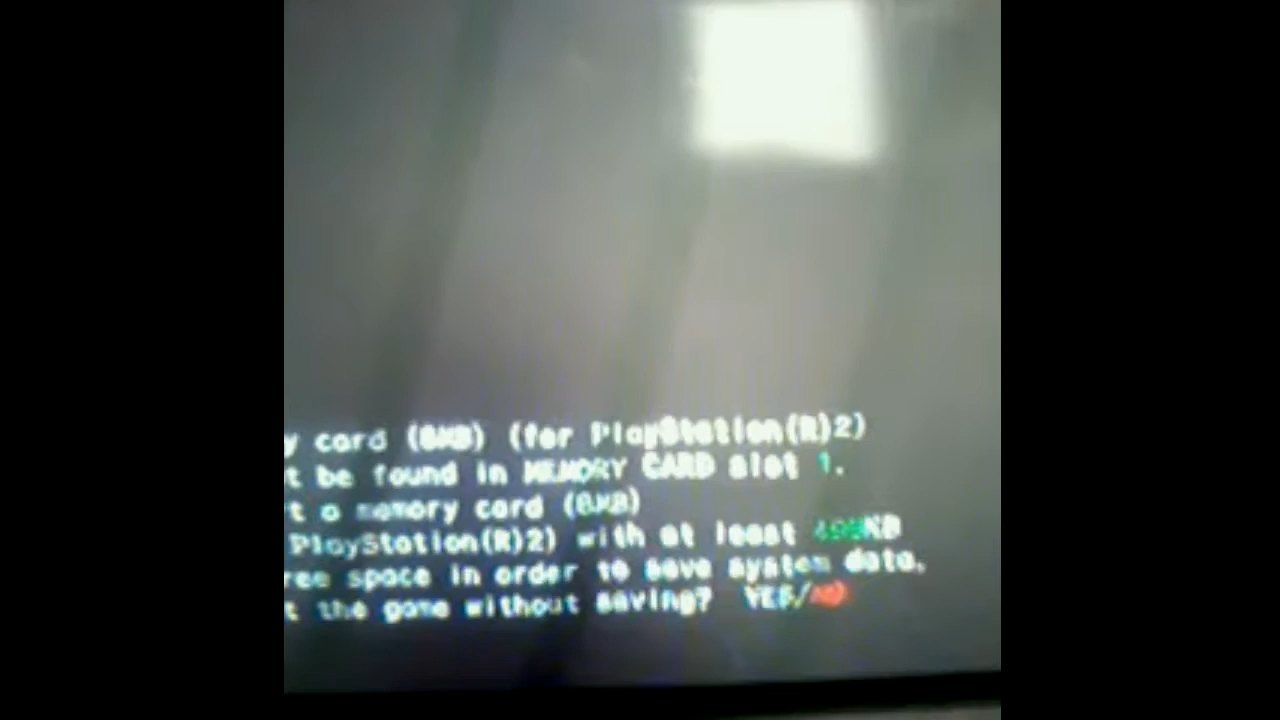 y card (8MB) (for PlayStation(R)2)
t be found in MEMORY CARD slot 1.
t a memory card (8MB)
PlayStation(R)2) with at least
ree space in order to save system data.
t the game without saving? YES/NO